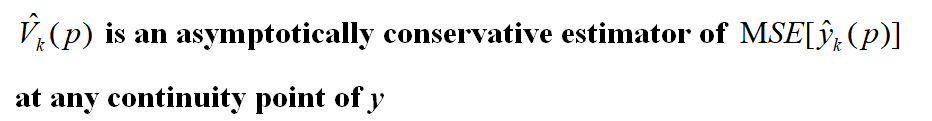 V̂ₖ(p) is an asymptotically conservative estimator of MSE[ŷₖ(p)]
at any continuity point of y